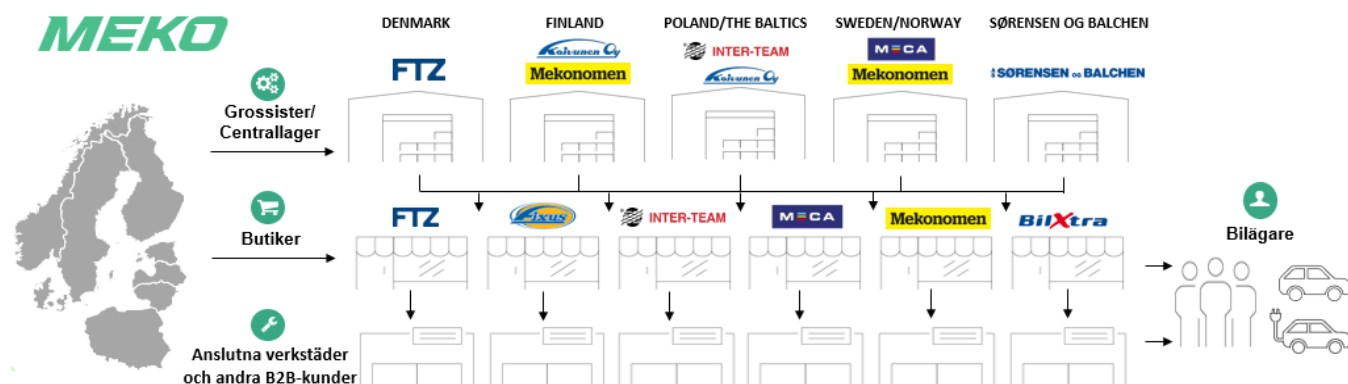 MEKO
DENMARK
FINLAND
POLAND/THE BALTICS
SWEDEN/NORWAY
SØRENSEN OG BALCHEN
FTZ
Koivunen Oy
Mekonomen
INTER-TEAM
Koivunen Oy
MECA
Mekonomen
SØRENSEN OG BALCHEN
Grossister/
Centrallager
FTZ
Fixus
INTER-TEAM
MECA
Mekonomen
BilXtra
Butiker
Bilägare
Anslutna verkstäder
och andra B2B-kunder